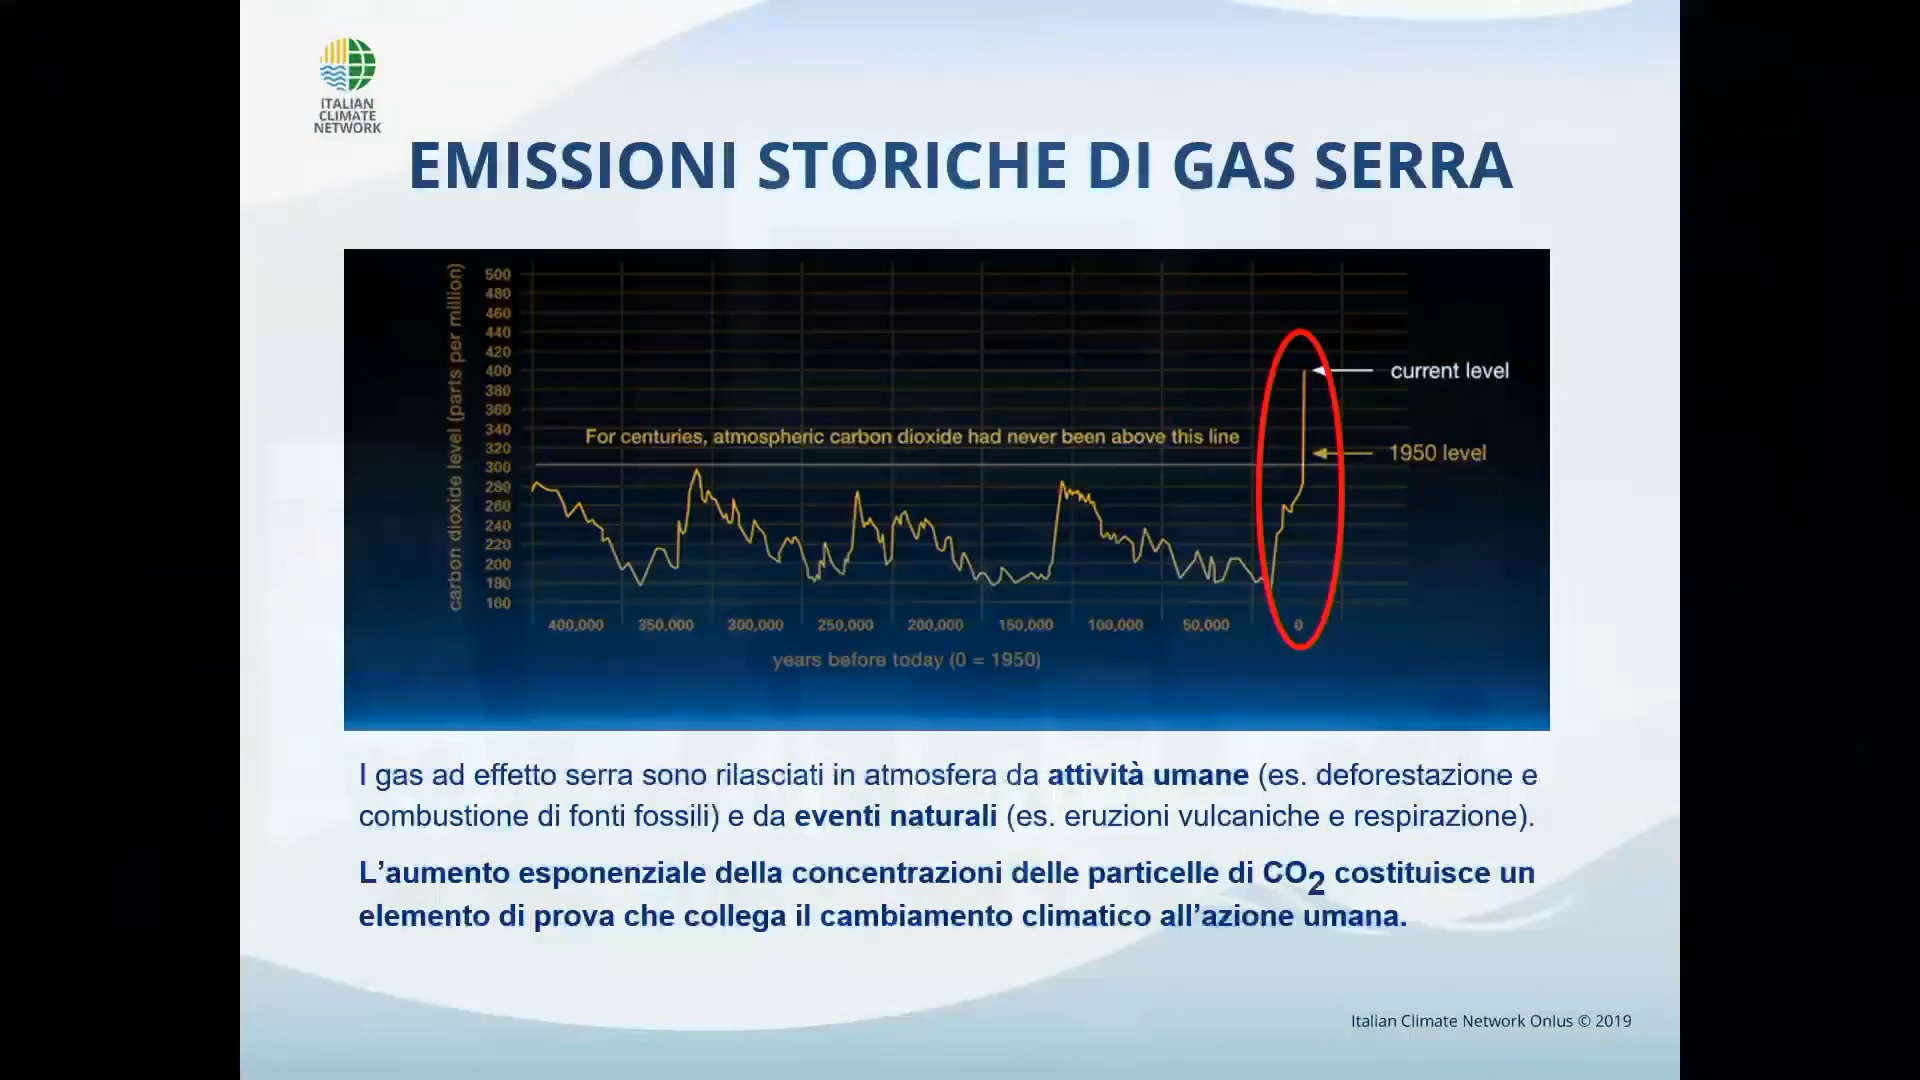 ITALIAN
CLIMATE
NETWORK
EMISSIONI STORICHE DI GAS SERRA
carbon dioxide level (parts per million)
500
480
460
440
420
400
380
360
340
320
300
280
260
240
220
200
180
160
For centuries, atmospheric carbon dioxide had never been above this line
current level
1950 level
400,000 350,000 300,000 250,000 200,000 150,000 100,000 50,000 0
years before today (0 = 1950)
I gas ad effetto serra sono rilasciati in atmosfera da attività umane (es. deforestazione e
combustione di fonti fossili) e da eventi naturali (es. eruzioni vulcaniche e respirazione).
L’aumento esponenziale della concentrazioni delle particelle di CO2 costituisce un
elemento di prova che collega il cambiamento climatico all’azione umana.
Italian Climate Network Onlus © 2019